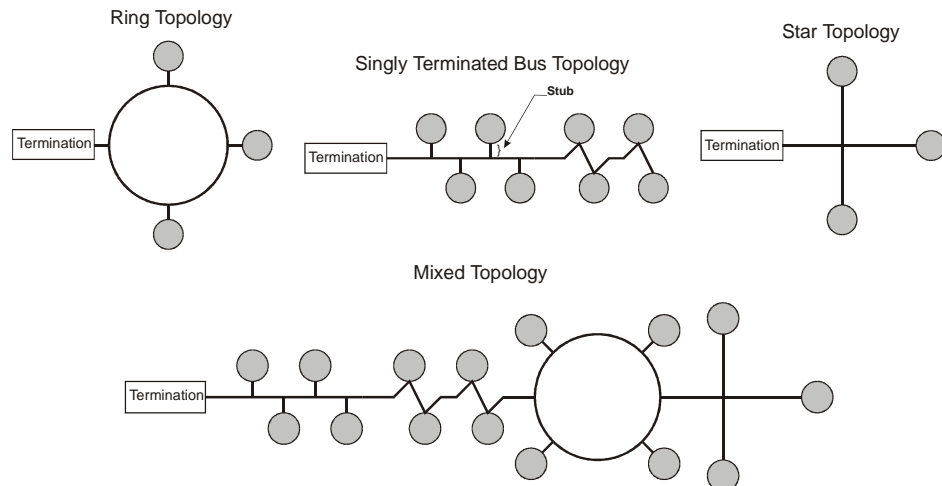 Ring Topology
Star Topology
Singly Terminated Bus Topology
Stub
Termination
Termination
Termination
Mixed Topology
Termination